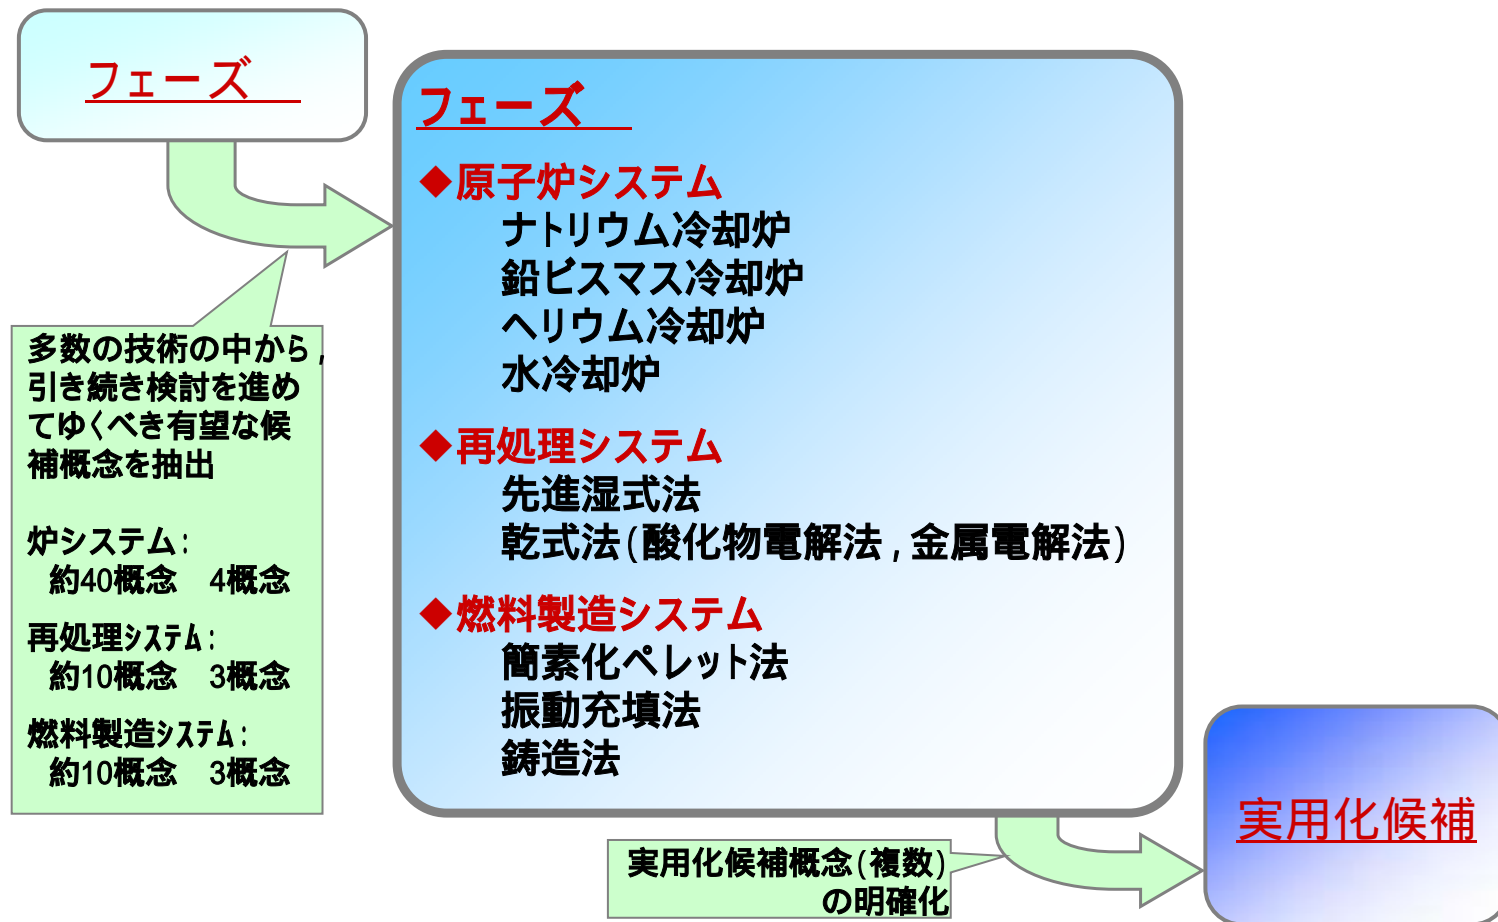 フェーズ
フェーズ
◆原子炉システム
ナトリウム冷却炉
鉛ビスマス冷却炉
ヘリウム冷却炉
水冷却炉
◆再処理システム
先進湿式法
乾式法(酸化物電解法,金属電解法)
◆燃料製造システム
簡素化ペレット法
振動充填法
鋳造法
多数の技術の中から,
引き続き検討を進め
てゆくべき有望な候
補概念を抽出
炉システム:
約40概念 4概念
再処理システム:
約10概念 3概念
燃料製造システム:
約10概念 3概念
実用化候補概念(複数)
の明確化
実用化候補